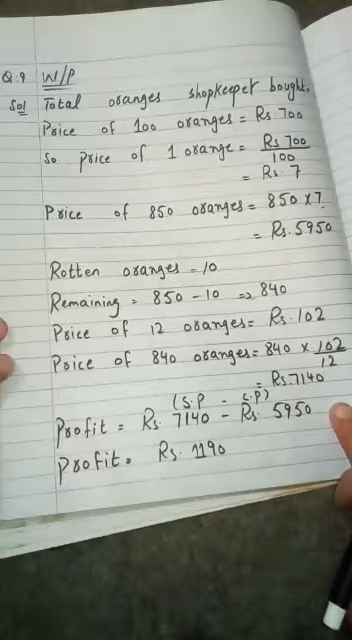 Q:9 W/P
Sol Total oranges shopkeeper bought.
Price of 100 oranges = Rs 700
So price of 1 orange = Rs 700
100
= Rs. 7
Price of 850 oranges = 850 x 7
= Rs. 5950
Rotten oranges = 10
Remaining = 850 - 10 => 840
Price of 12 oranges = Rs. 102
Price of 840 oranges = 840 x 102
12
= Rs. 7140
(S.P - C.P)
Profit = Rs. 7140 - Rs. 5950
Profit = Rs. 1190